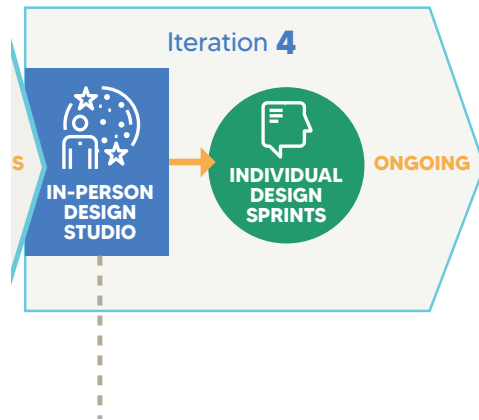 Iteration 4
S
IN-PERSON
DESIGN
STUDIO
INDIVIDUAL
DESIGN
SPRINTS
ONGOING